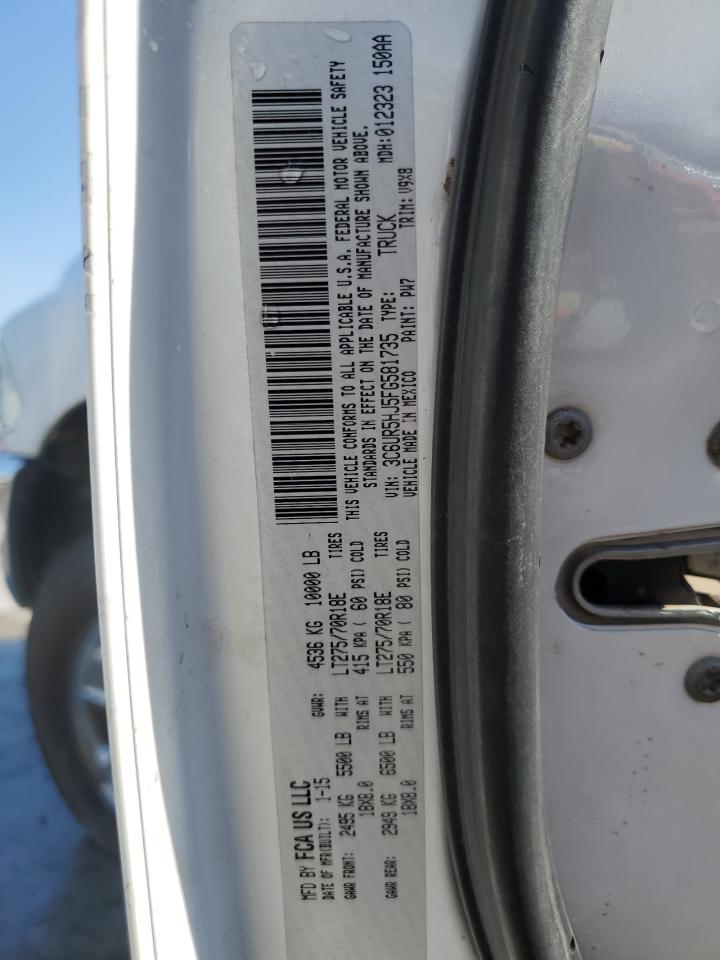 MFD BY FCA US LLC
DATE OF MFR(BUILT): 1-15 GVWR: 4536 KG 10000 LB
GAWR FRONT: 2495 KG 5500 LB WITH LT275/70R18E TIRES
18X8.0 RIMS AT 415 KPA ( 60 PSI) COLD
GAWR REAR: 2949 KG 6500 LB WITH LT275/70R18E TIRES
18X8.0 RIMS AT 550 KPA ( 80 PSI) COLD
THIS VEHICLE CONFORMS TO ALL APPLICABLE U.S.A. FEDERAL MOTOR VEHICLE SAFETY
STANDARDS IN EFFECT ON THE DATE OF MANUFACTURE SHOWN ABOVE.
MDH:012323 150AA
VIN: 3C6UR5HJ5FG581735 TYPE: TRUCK
VEHICLE MADE IN MEXICO PAINT: PW7 TRIM: V9X8